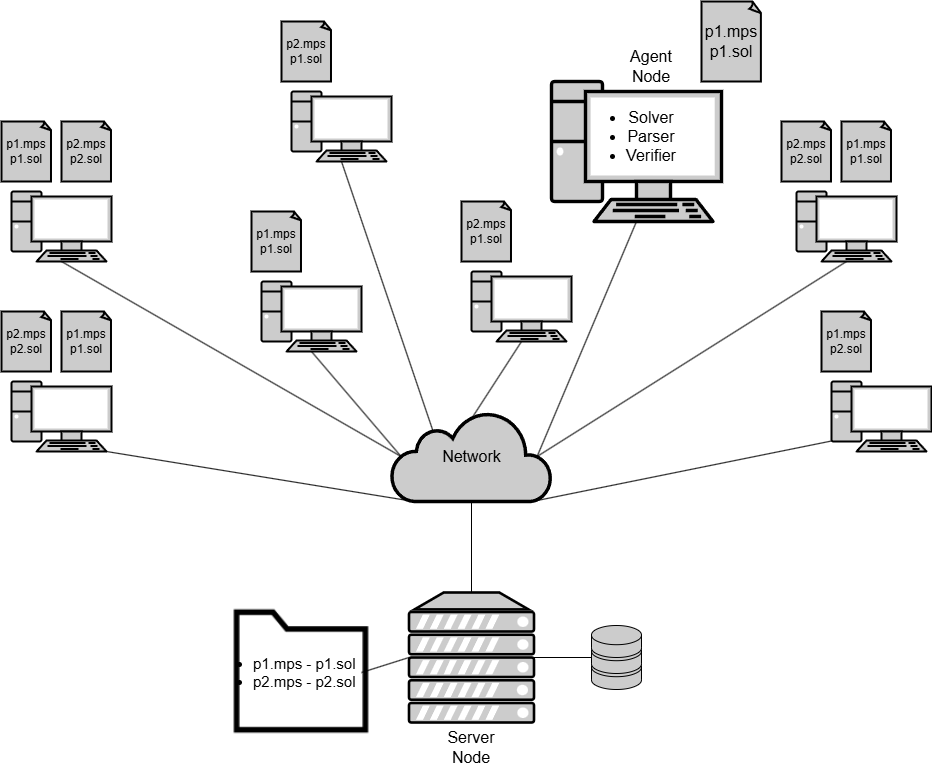 p1.mps
p1.sol
p2.mps
p1.sol
Agent
Node
• Solver
• Parser
• Verifier
p1.mps
p1.sol
p2.mps
p2.sol
p2.mps
p2.sol
p1.mps
p1.sol
p1.mps
p1.sol
p2.mps
p1.sol
p2.mps
p2.sol
p1.mps
p1.sol
p1.mps
p2.sol
Network
• p1.mps - p1.sol
• p2.mps - p2.sol
Server
Node